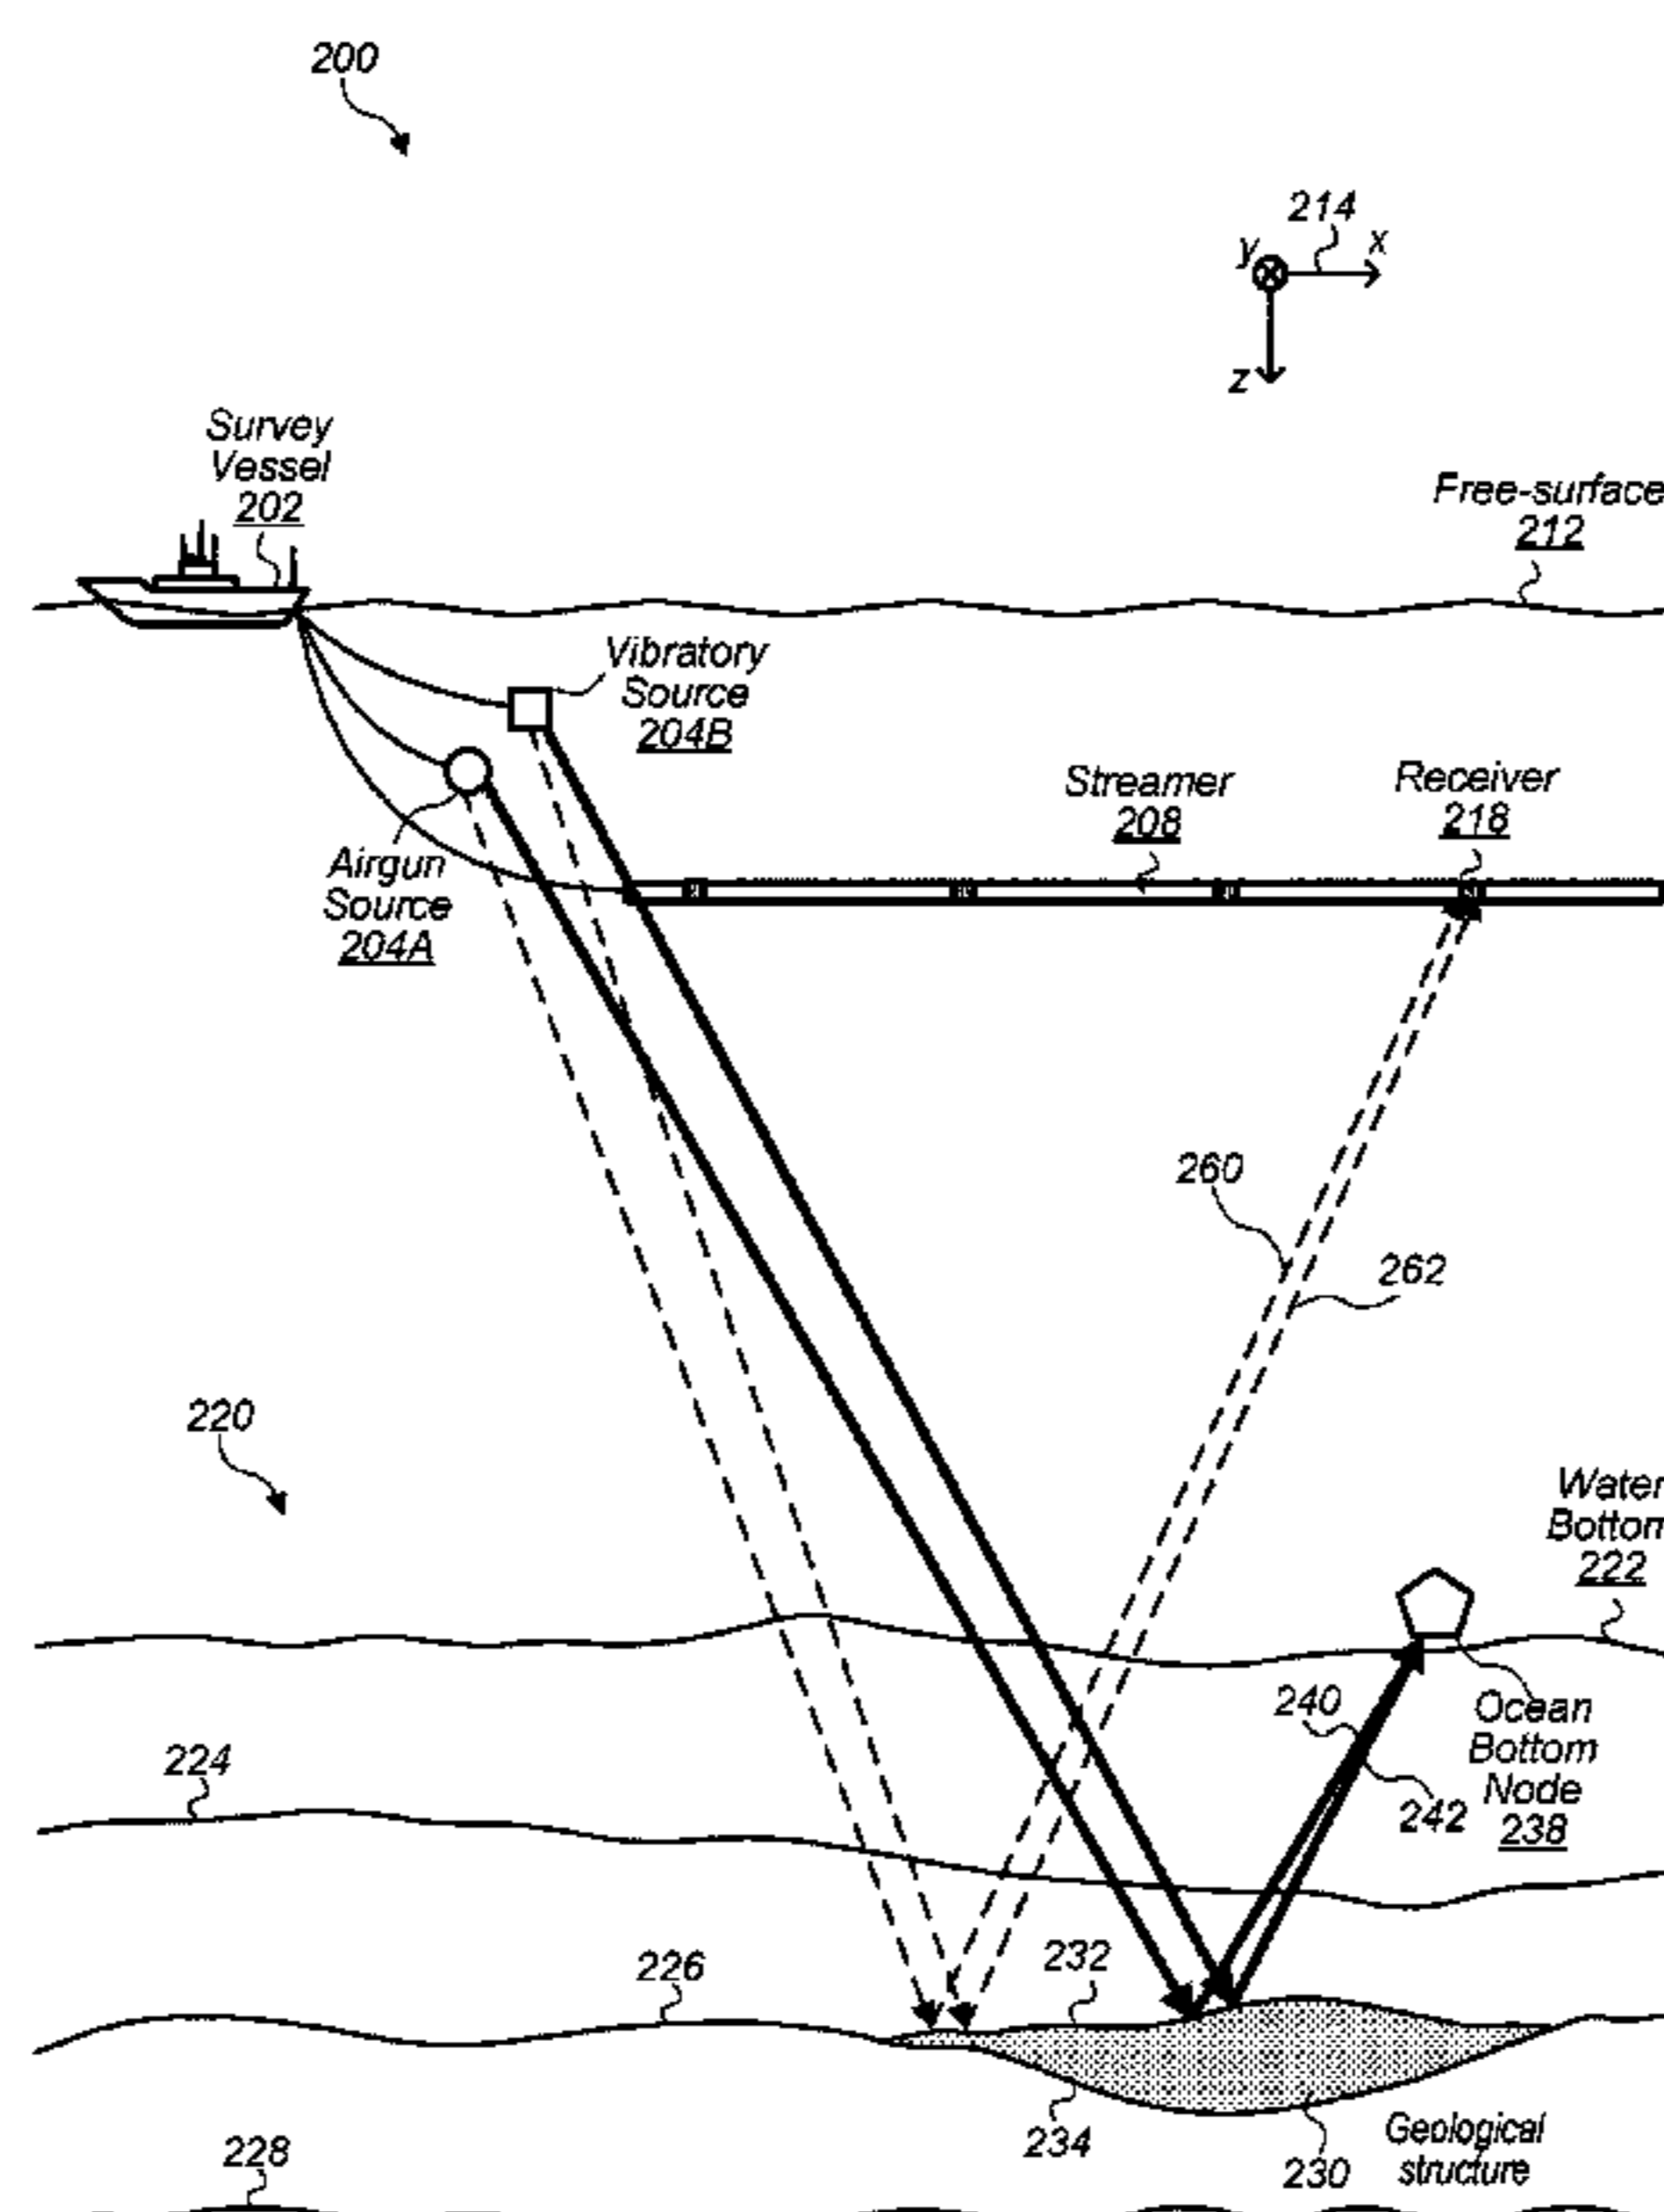 200
214
y
x
z
Survey
Vessel
202
Free-surface
212
Vibratory
Source
204B
Streamer
208
Receiver
218
Airgun
Source
204A
260
262
220
Water
Bottom
222
240
Ocean
Bottom
Node
238
242
224
226
232
234
230
Geological
structure
228